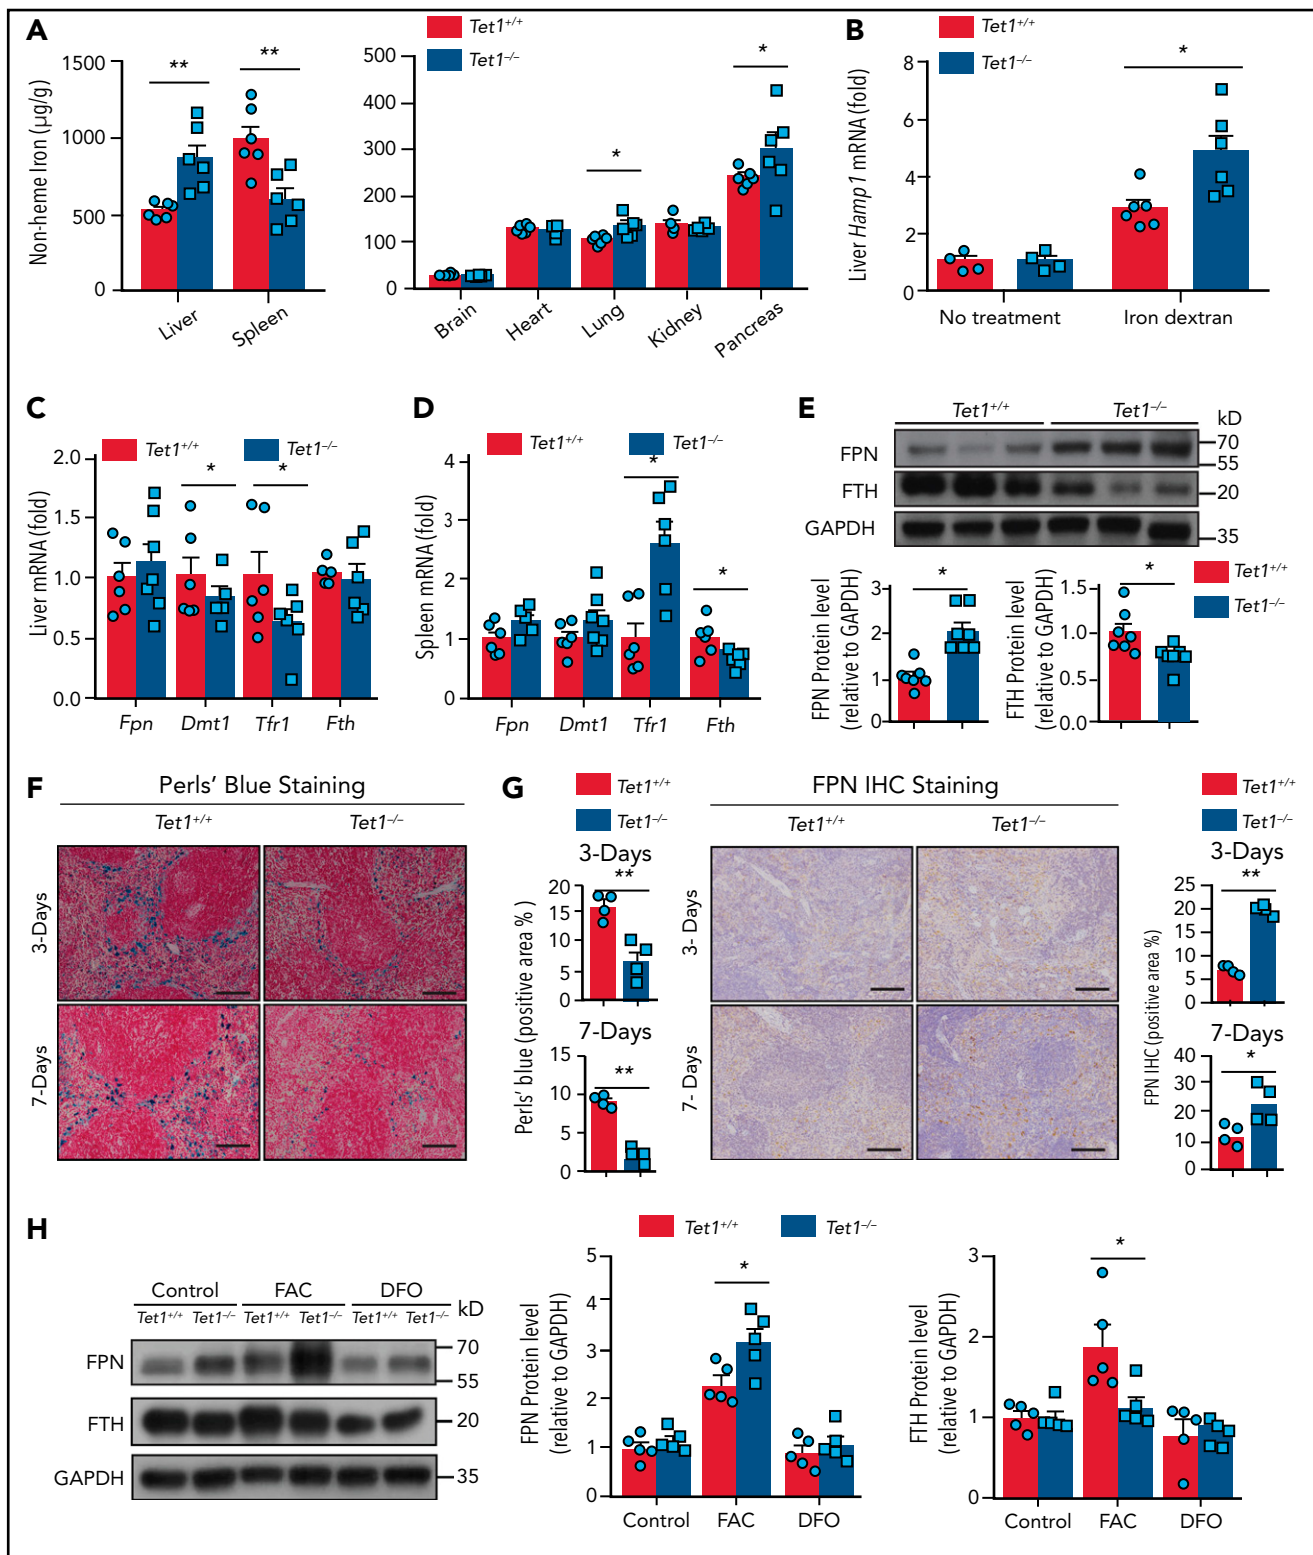 A
Tet1+/+
Tet1–/–
Non-heme Iron (µg/g)
1500
1000
500
0
**
**
Liver
Spleen
500
400
300
200
100
0
*
*
Brain
Heart
Lung
Kidney
Pancreas
B
Tet1+/+
Tet1–/–
Liver Hamp1 mRNA (fold)
8
6
4
2
0
*
No treatment
Iron dextran
C
Tet1+/+
Tet1–/–
Liver mRNA (fold)
2.0
1.5
1.0
0.5
0.0
*
*
Fpn
Dmt1
Tfr1
Fth
D
Tet1+/+
Tet1–/–
Spleen mRNA (fold)
4
3
2
1
0
*
*
Fpn
Dmt1
Tfr1
Fth
E
Tet1+/+
Tet1–/–
kD
FPN
70
55
FTH
20
GAPDH
35
FPN Protein level
(relative to GAPDH)
3
2
1
0
*
FTH Protein level
(relative to GAPDH)
1.5
1.0
0.5
0.0
*
Tet1+/+
Tet1–/–
F
Perls' Blue Staining
Tet1+/+
Tet1–/–
3-Days
7-Days
G
Tet1+/+
Tet1–/–
3-Days
**
20
15
10
5
0
Perls' blue (positive area % )
7-Days
**
15
10
5
0
FPN IHC Staining
Tet1+/+
Tet1–/–
3- Days
7- Days
Tet1+/+
Tet1–/–
3-Days
**
25
20
15
10
5
0
FPN IHC (positive area %)
7-Days
*
40
30
20
10
0
H
Control
FAC
DFO
Tet1+/+
Tet1–/–
Tet1+/+
Tet1–/–
Tet1+/+
Tet1–/–
kD
FPN
70
55
FTH
20
GAPDH
35
Tet1+/+
Tet1–/–
FPN Protein level
(relative to GAPDH)
5
4
3
2
1
0
*
Control
FAC
DFO
FTH Protein level
(relative to GAPDH)
3
2
1
0
*
Control
FAC
DFO